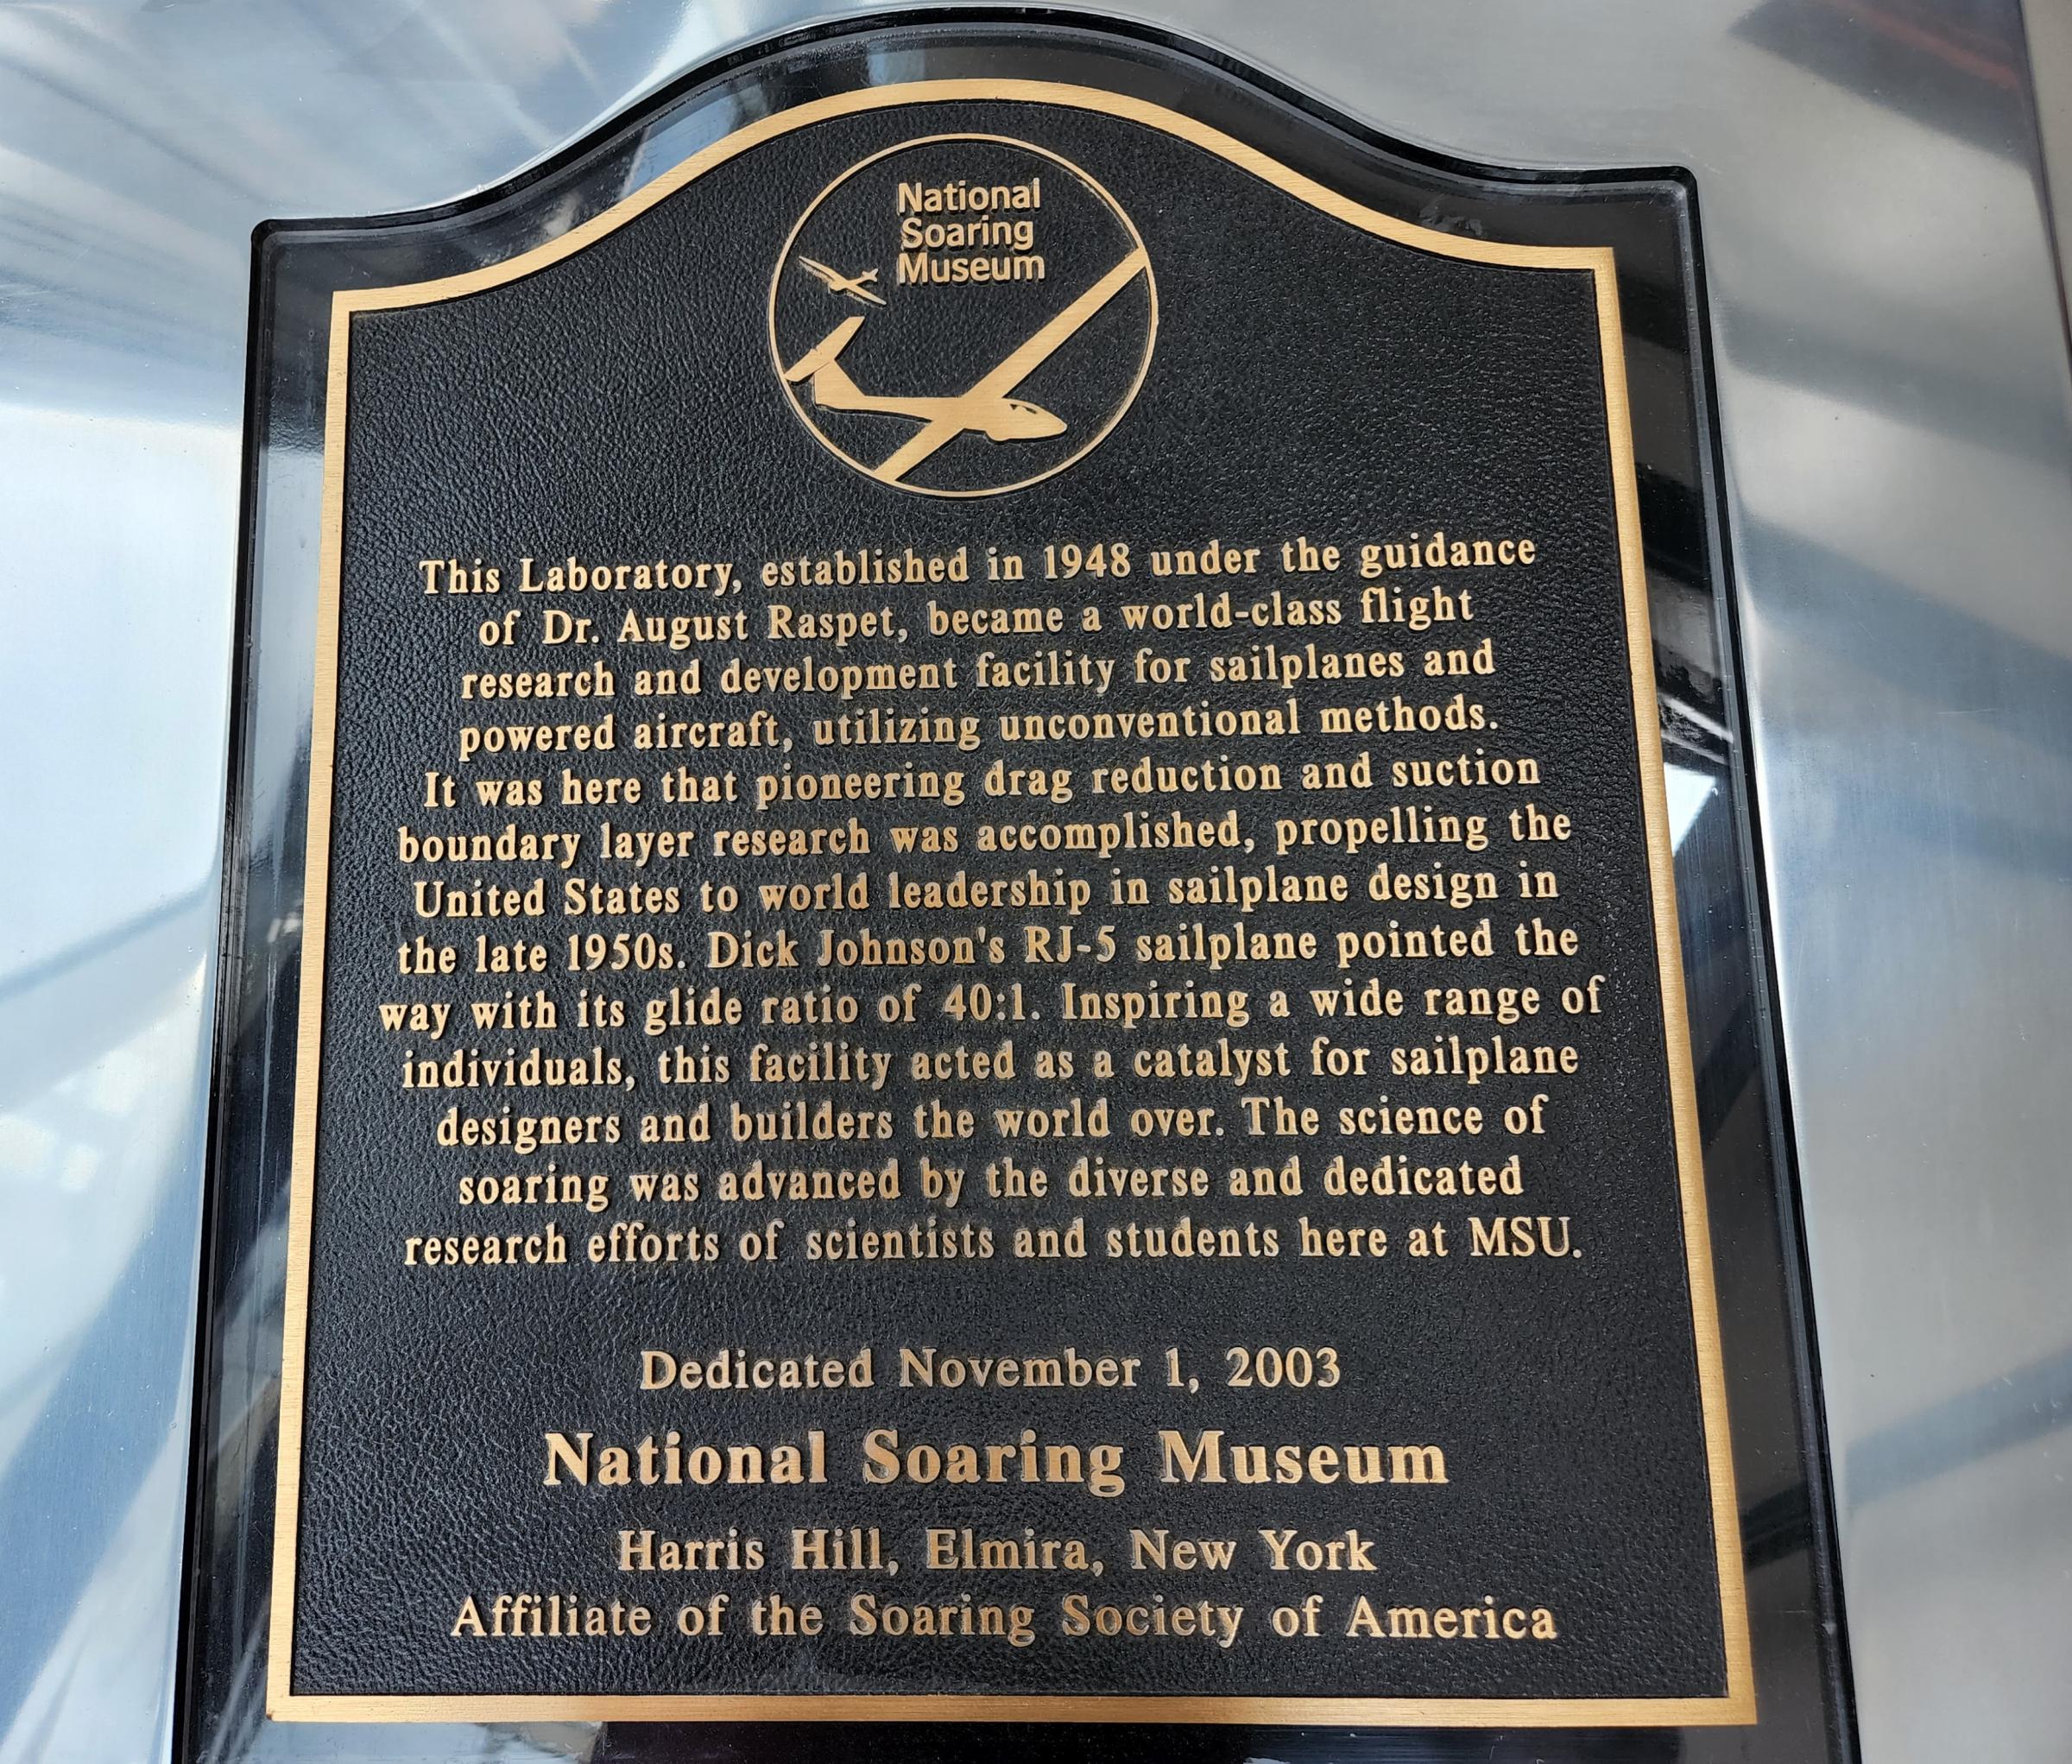 National
Soaring
Museum
This Laboratory, established in 1948 under the guidance
of Dr. August Raspet, became a world-class flight
research and development facility for sailplanes and
powered aircraft, utilizing unconventional methods.
It was here that pioneering drag reduction and suction
boundary layer research was accomplished, propelling the
United States to world leadership in sailplane design in
the late 1950s. Dick Johnson's RJ-5 sailplane pointed the
way with its glide ratio of 40:1. Inspiring a wide range of
individuals, this facility acted as a catalyst for sailplane
designers and builders the world over. The science of
soaring was advanced by the diverse and dedicated
research efforts of scientists and students here at MSU.
Dedicated November 1, 2003
National Soaring Museum
Harris Hill, Elmira, New York
Affiliate of the Soaring Society of America